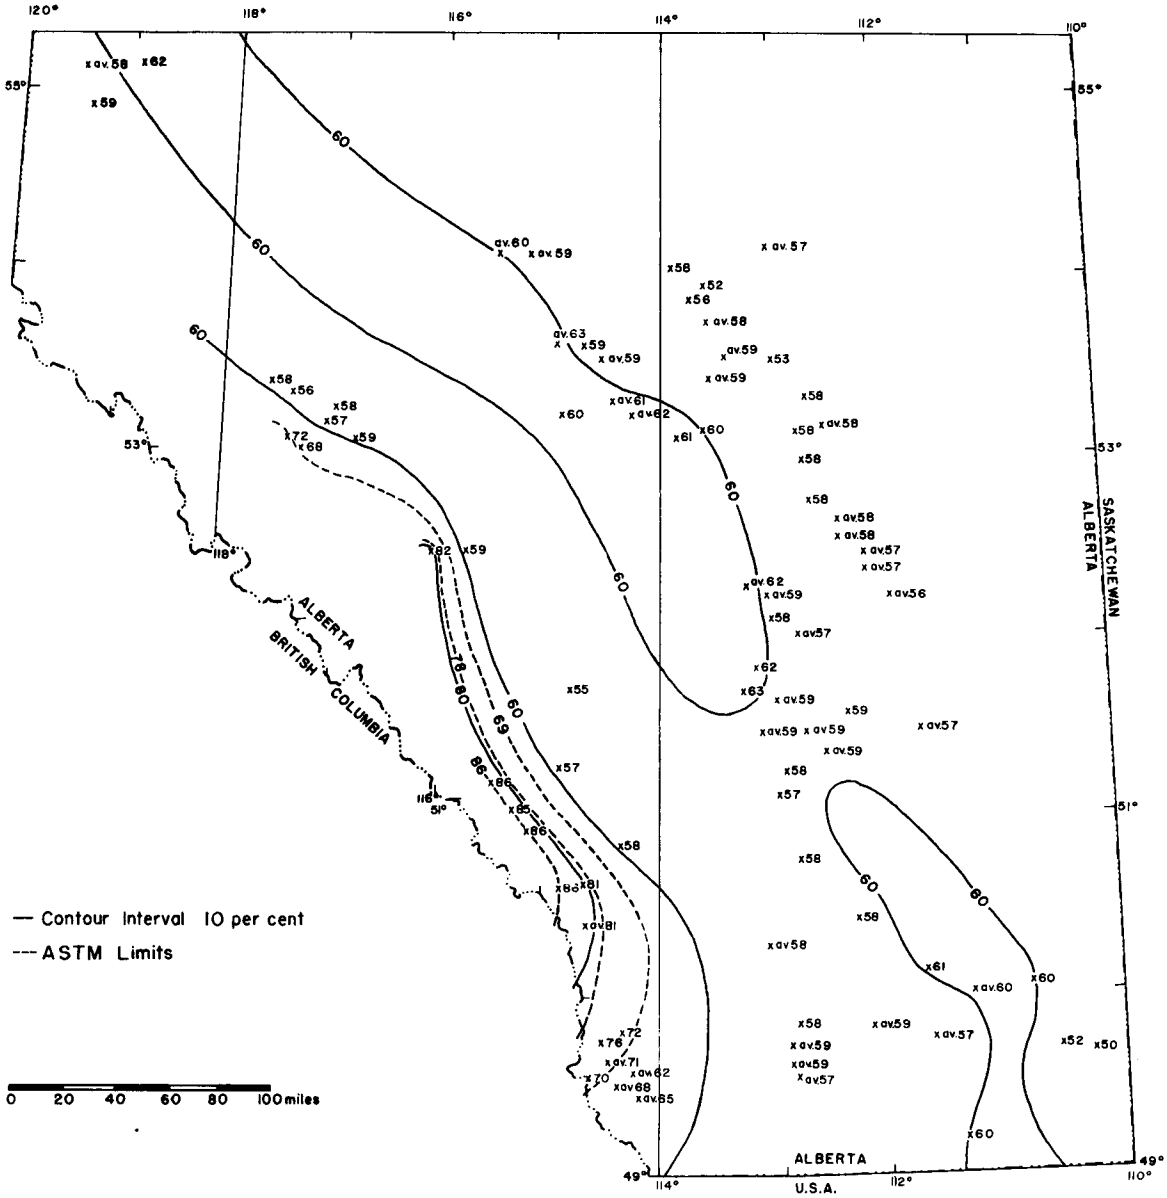 120°
118°
116°
114°
112°
110°
x av.58
x62
55°
55°
x59
60
av.60
x
x av.59
x av.57
60
x58
x52
x56
x av.58
60
av.63
x
x59
x av.59
x av.59
x53
x av.59
x58
x56
x58
x58
x57
x av.61
x60
x av.62
x av.58
x72
x59
x61
x60
x58
53°
x68
53°
x58
60
x58
SASKATCHEWAN
ALBERTA
x av.58
x av.58
118°
x82
x59
x av.57
x av.57
60
x av.62
x av.59
x av.56
ALBERTA
BRITISH COLUMBIA
x58
x av.57
78
x62
80
x55
x63
60
69
x av.59
x59
x av.59
x av.59
x av.57
x av.59
86
x57
x58
x86
116°
51°
x57
51°
x85
x86
x58
x58
60
60
x86
x81
— Contour Interval 10 per cent
x58
x av.81
x av.58
--- ASTM Limits
x61
x60
x av.60
x72
x58
x av.59
x av.57
x76
x52
x50
x av.59
x av.71
x av.59
x70
x av.62
x av.57
x av.68
x av.65
0 20 40 60 80 100 miles
x60
ALBERTA
49°
49°
114°
112°
110°
U.S.A.